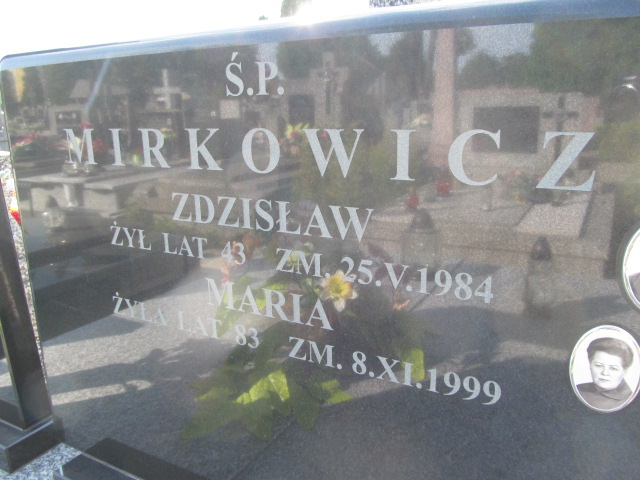 Ś.P.
MIRKOWICZ
ZDZISŁAW
ŻYŁ LAT 43 ZM. 25.V.1984
MARIA
ŻYŁA LAT 83 ZM. 8.XI.1999